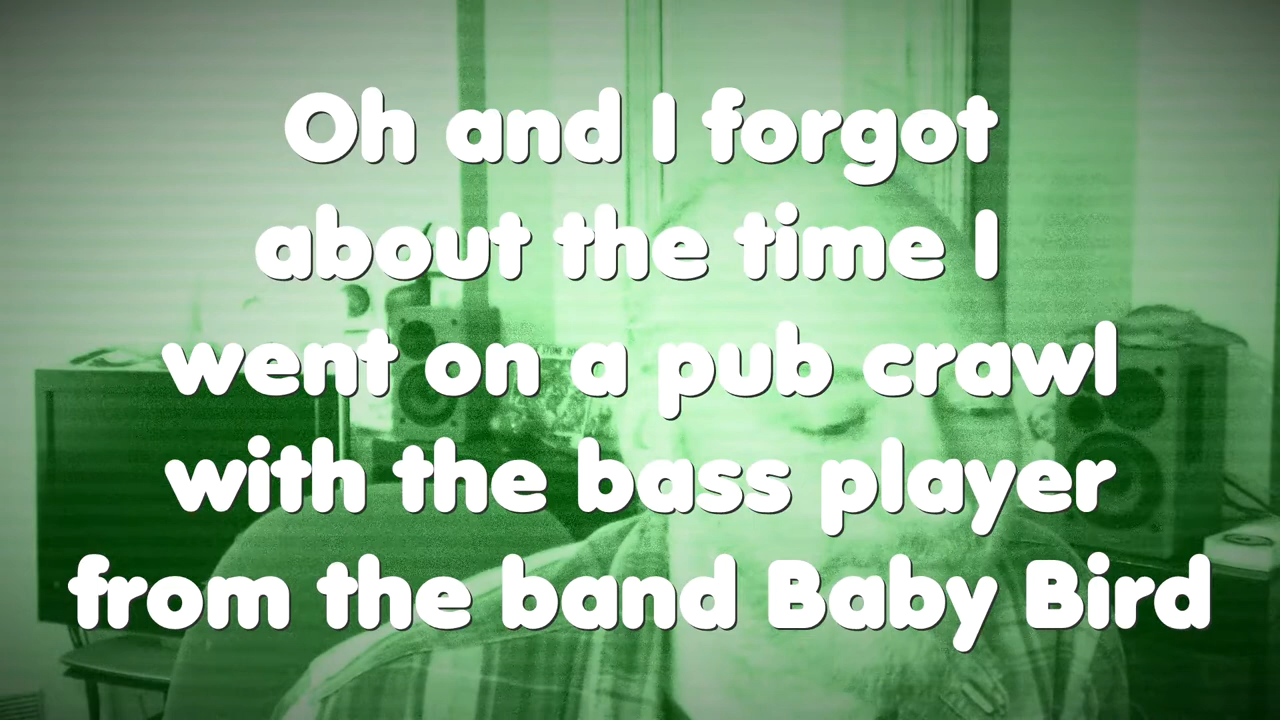 Oh and I forgot
about the time I
went on a pub crawl
with the bass player
from the band Baby Bird